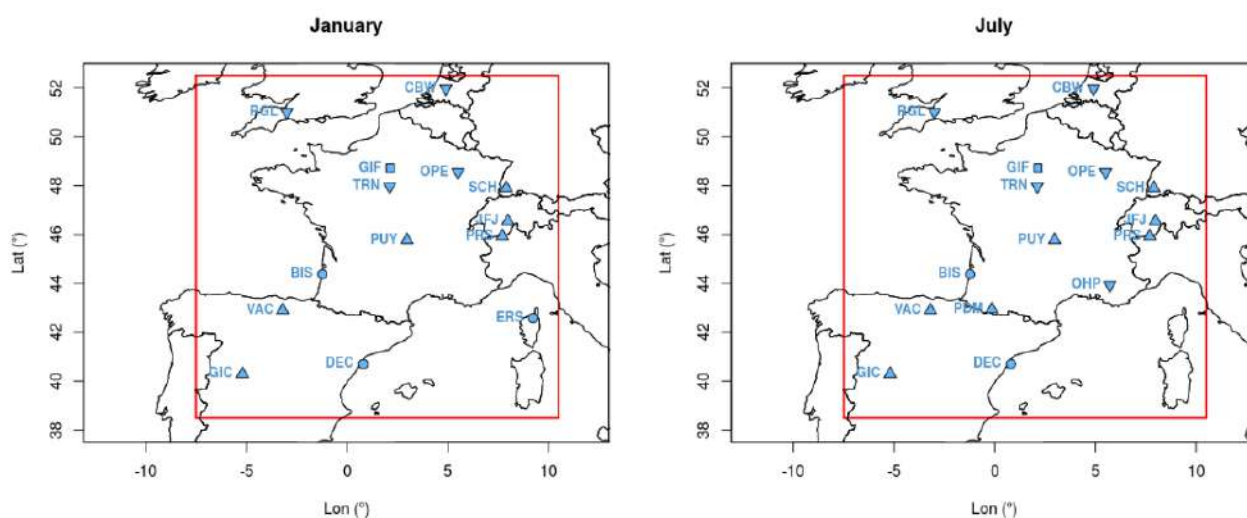 January
Lat (°)
52
50
48
46
44
42
40
38
CBW
RGL
GIF
OPE
TRN
SCH
JFJ
PRS
PUY
BIS
VAC
ERS
DEC
GIC
-10 -5 0 5 10
Lon (°)
July
Lat (°)
52
50
48
46
44
42
40
38
CBW
RGL
GIF
OPE
TRN
SCH
JFJ
PRS
PUY
BIS
OHP
VAC PDM
DEC
GIC
-10 -5 0 5 10
Lon (°)